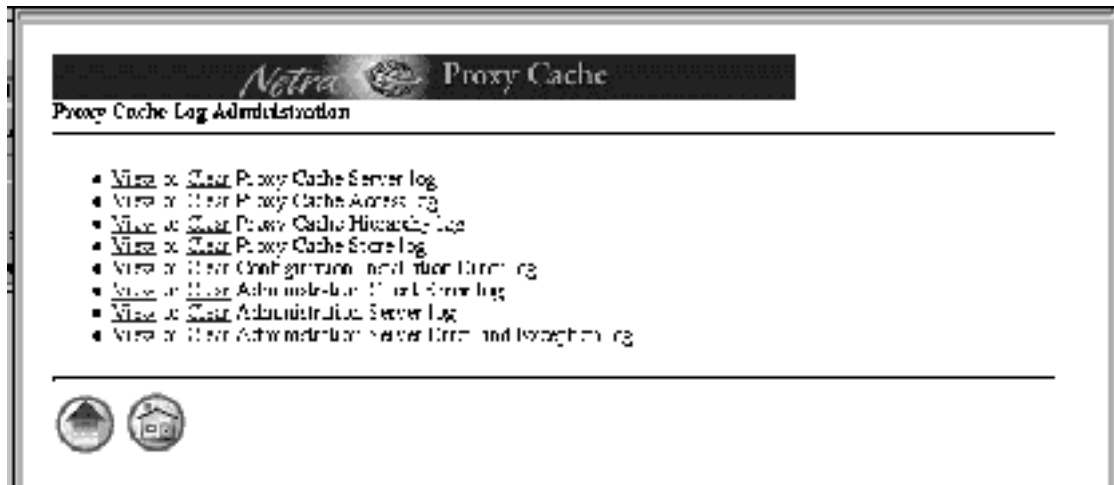 Netra Proxy Cache
Proxy Cache Log Administration
View or Clear Proxy Cache Server log
View or Clear Proxy Cache Access log
View or Clear Proxy Cache Hierarchy log
View or Clear Proxy Cache Store log
View or Clear Configuration Installation Error log
View or Clear Administration Client Error log
View or Clear Administration Server log
View or Clear Administration Server Error and Exception log